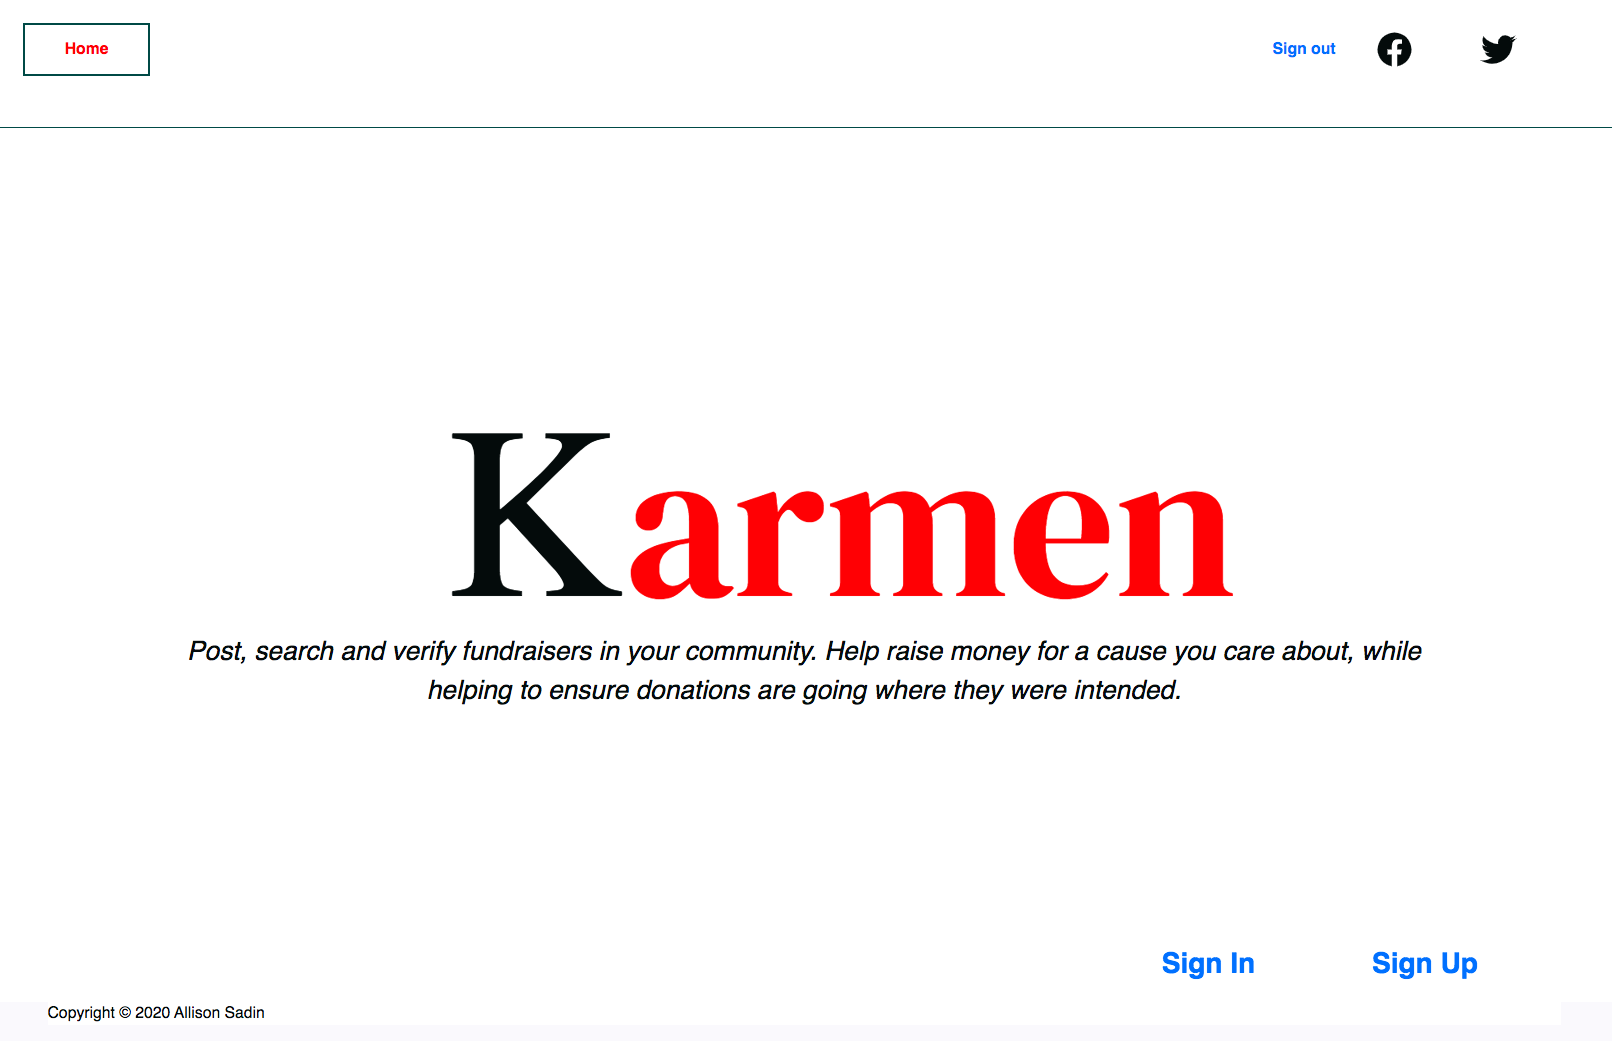 Home
Sign out
Karmen
Post, search and verify fundraisers in your community. Help raise money for a cause you care about, while
helping to ensure donations are going where they were intended.
Sign In
Sign Up
Copyright © 2020 Allison Sadin